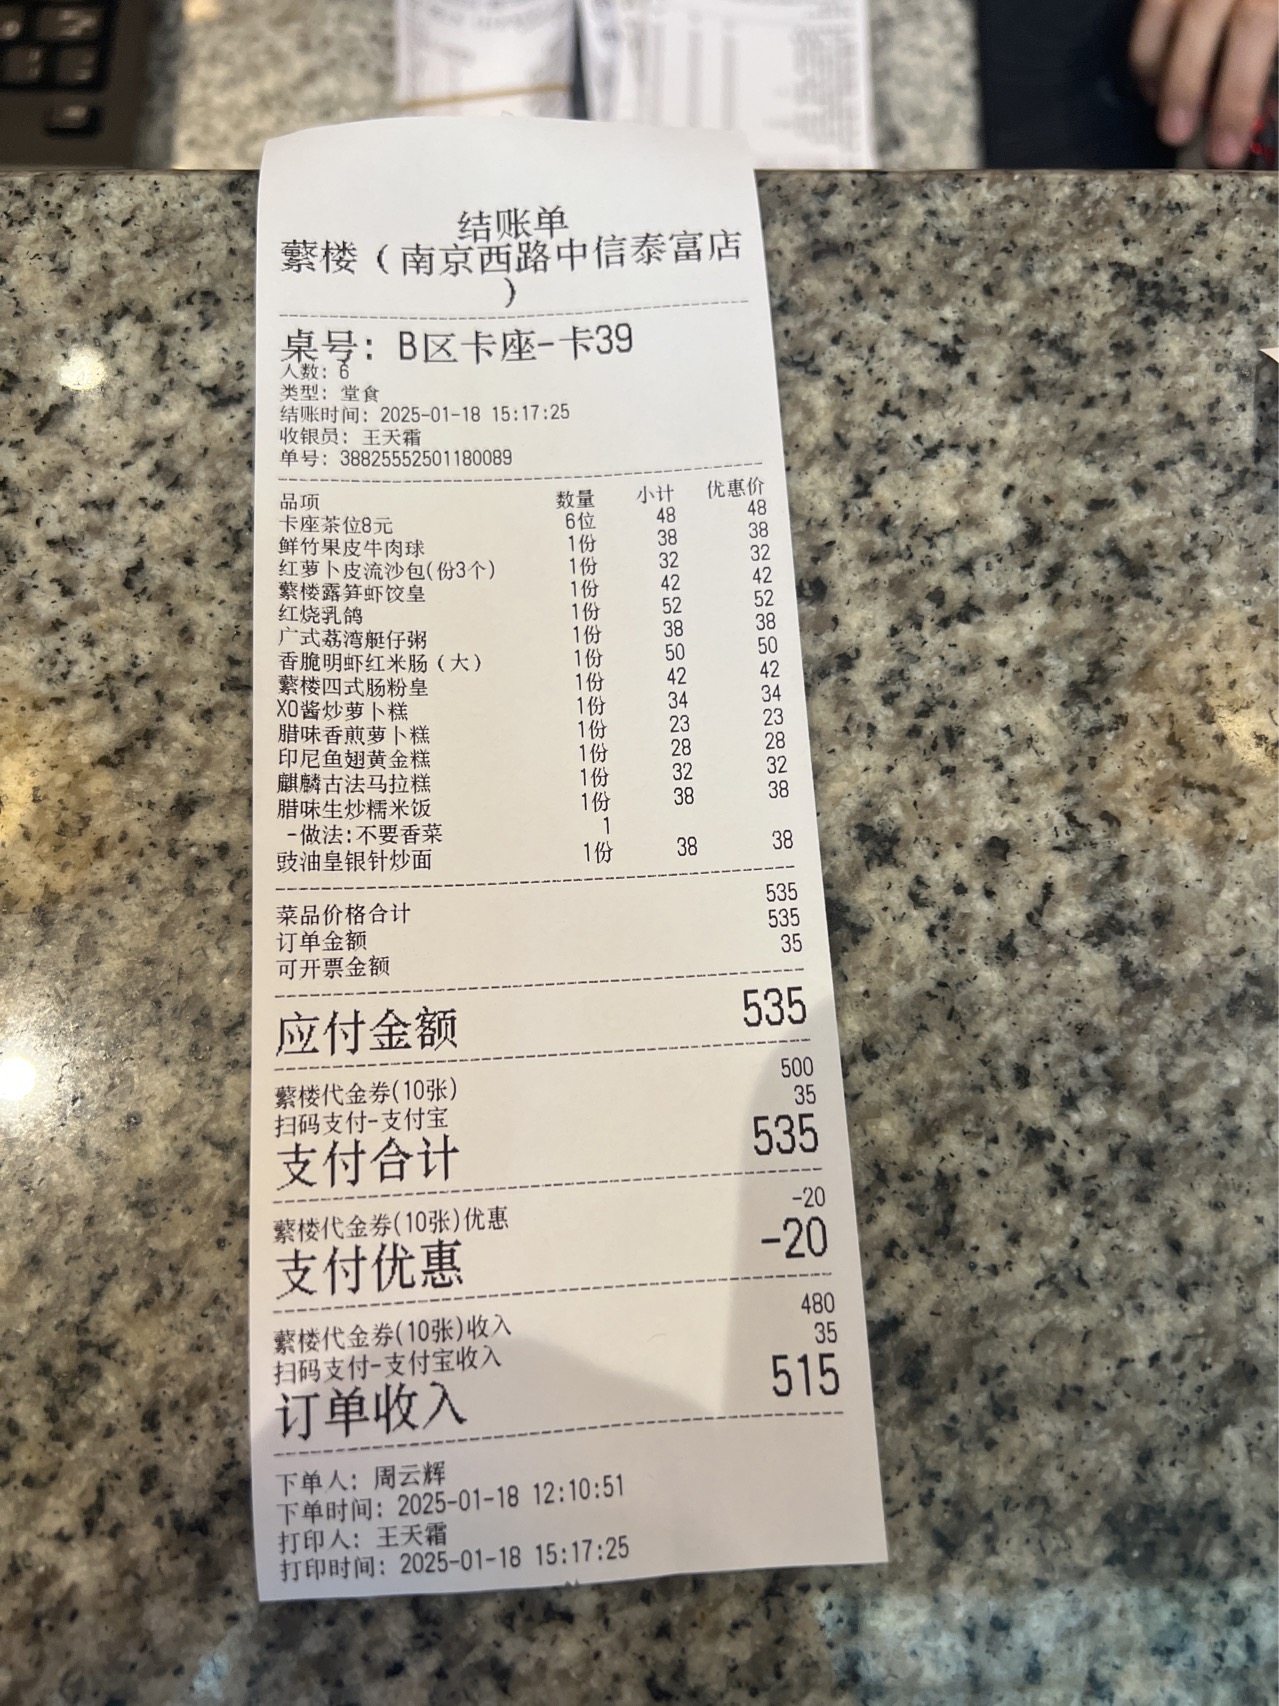 结账单
蘩楼（南京西路中信泰富店
）
桌号: B区卡座-卡39
人数: 6
类型: 堂食
结账时间: 2025-01-18 15:17:25
收银员: 王天霜
单号: 38825552501180089
品项 数量 小计 优惠价
卡座茶位8元 6位 48 48
鲜竹果皮牛肉球 1份 38 38
红萝卜皮流沙包(份3个) 1份 32 32
蘩楼露笋虾饺皇 1份 42 42
红烧乳鸽 1份 52 52
广式荔湾艇仔粥 1份 38 38
香脆明虾红米肠（大） 1份 50 50
蘩楼四式肠粉皇 1份 42 42
XO酱炒萝卜糕 1份 34 34
腊味香煎萝卜糕 1份 23 23
印尼鱼翅黄金糕 1份 28 28
麒麟古法马拉糕 1份 32 32
腊味生炒糯米饭 1份 38 38
-做法:不要香菜 1
豉油皇银针炒面 1份 38 38
菜品价格合计 535
订单金额 535
可开票金额 35
应付金额 535
蘩楼代金券(10张) 500
扫码支付-支付宝 35
支付合计 535
蘩楼代金券(10张)优惠 -20
支付优惠 -20
蘩楼代金券(10张)收入 480
扫码支付-支付宝收入 35
订单收入 515
下单人: 周云辉
下单时间: 2025-01-18 12:10:51
打印人: 王天霜
打印时间: 2025-01-18 15:17:25